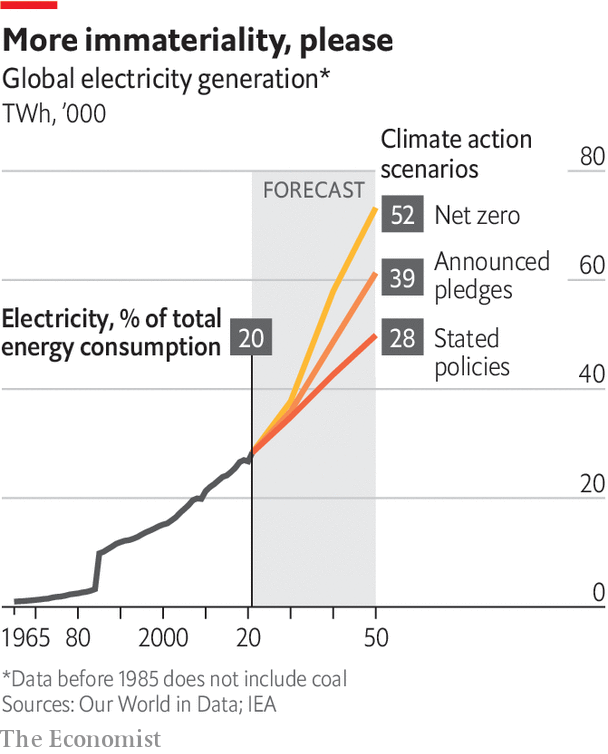 More immateriality, please
Global electricity generation*
TWh, ’000
Climate action
scenarios
80
FORECAST
52
Net zero
60
39
Announced
pledges
Electricity, % of total
energy consumption
20
28
Stated
policies
40
20
0
1965 80 2000 20 50
*Data before 1985 does not include coal
Sources: Our World in Data; IEA
The Economist